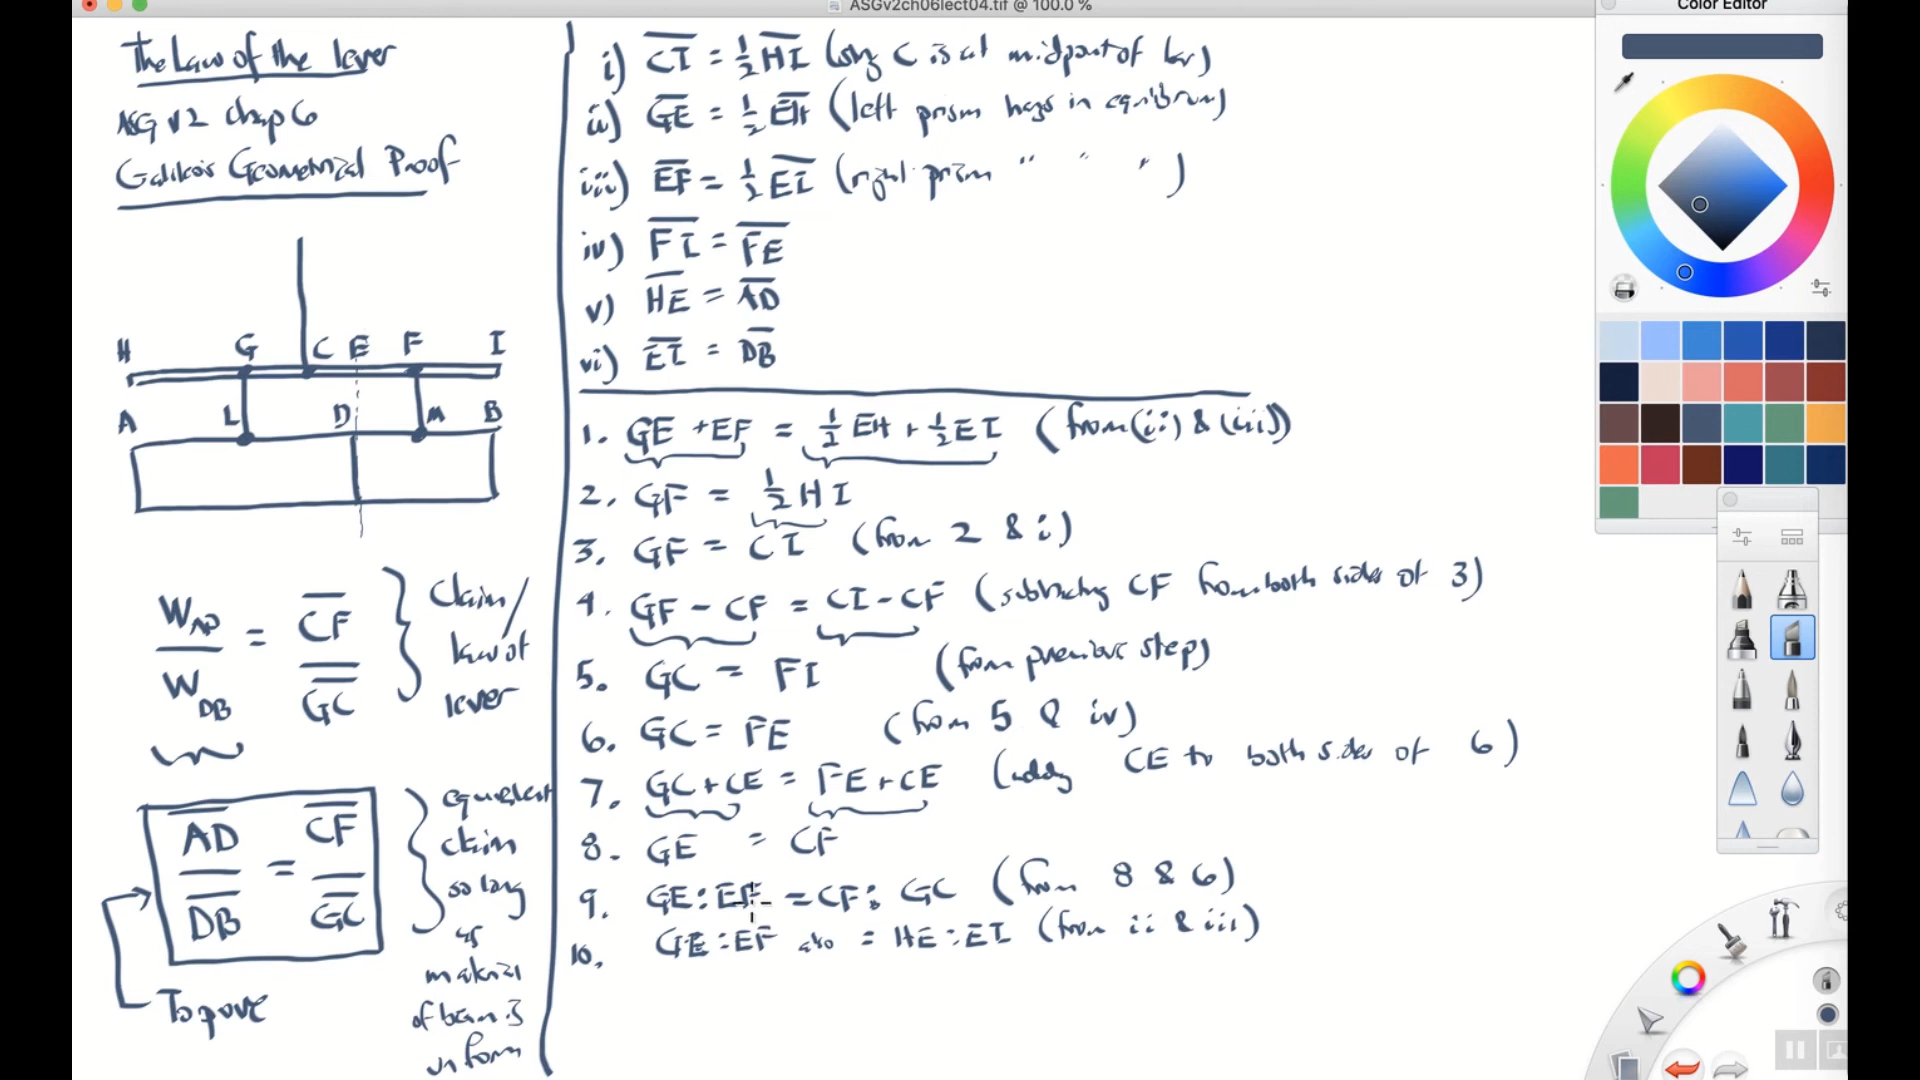 ASGv2ch06lect04.tif @ 100.0 %
Color Editor
The Law of the lever
ASG v2 chap 6
Galileo's Geometrical Proof
H G C E F I
A L D M B
W_AD / W_DB = CF / GC } Claim / law of lever
AD / DB = CF / GC } equivalent claim so long as material of beam is uniform
To prove
i) CI = 1/2 HI (long C is at midpoint of bar)
ii) GE = 1/2 EH (left prism hangs in equilibrium)
iii) EF = 1/2 EI (right prism " " ")
iv) FI = FE
v) HE = AD
vi) EI = DB
1. GE + EF = 1/2 EH + 1/2 EI (from (ii) & (iii))
2. GF = 1/2 HI
3. GF = CI (from 2 & i)
4. GF - CF = CI - CF (subtracting CF from both sides of 3)
5. GC = FI (from previous step)
6. GC = FE (from 5 & iv)
7. GC + CE = FE + CE (adding CE to both sides of 6)
8. GE = CF
9. GE : EF = CF : GC (from 8 & 6)
10. GE : EF also = HE : EI (from ii & iii)